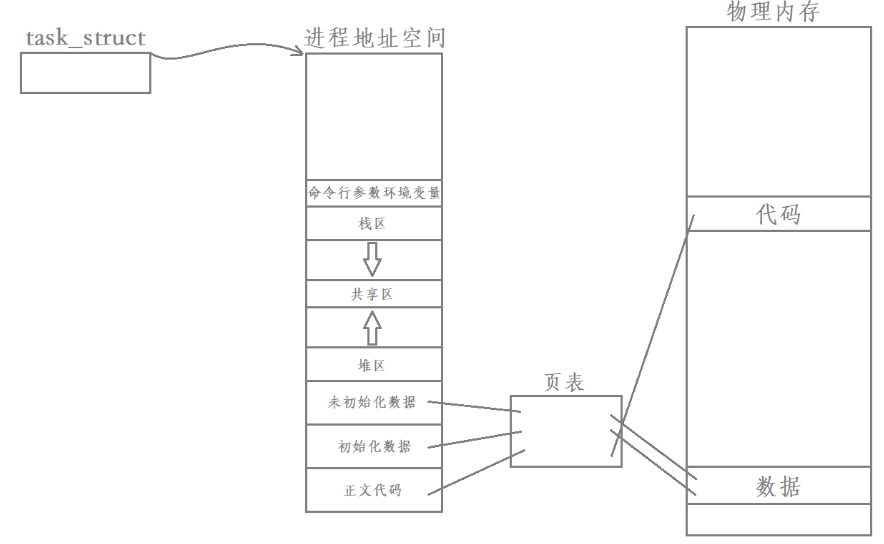 task_struct
进程地址空间
物理内存
命令行参数环境变量
栈区
共享区
堆区
未初始化数据
初始化数据
正文代码
页表
代码
数据